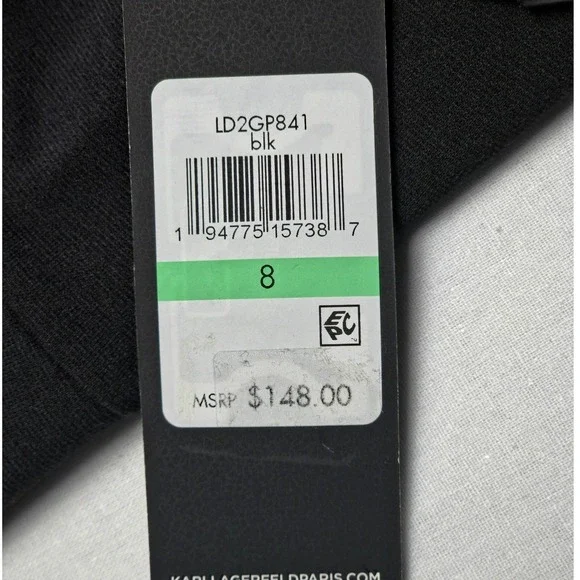 LD2GP841
blk
1 94775 15738 7
8
EPC
MSRP $148.00
KARLLAGERFELDPARIS.COM